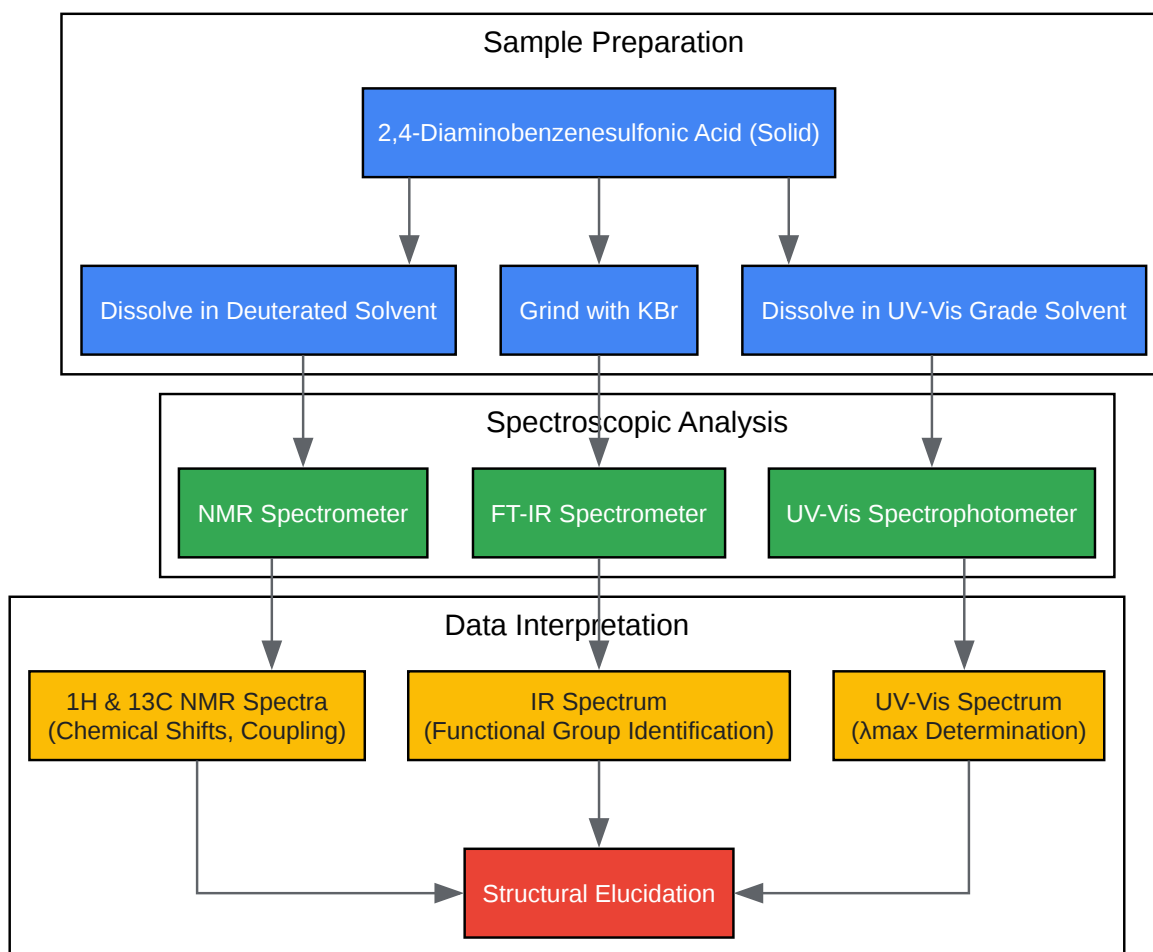 Sample Preparation
2,4-Diaminobenzenesulfonic Acid (Solid)
Dissolve in Deuterated Solvent
Grind with KBr
Dissolve in UV-Vis Grade Solvent
Spectroscopic Analysis
NMR Spectrometer
FT-IR Spectrometer
UV-Vis Spectrophotometer
Data Interpretation
1H & 13C NMR Spectra
(Chemical Shifts, Coupling)
IR Spectrum
(Functional Group Identification)
UV-Vis Spectrum
(λmax Determination)
Structural Elucidation